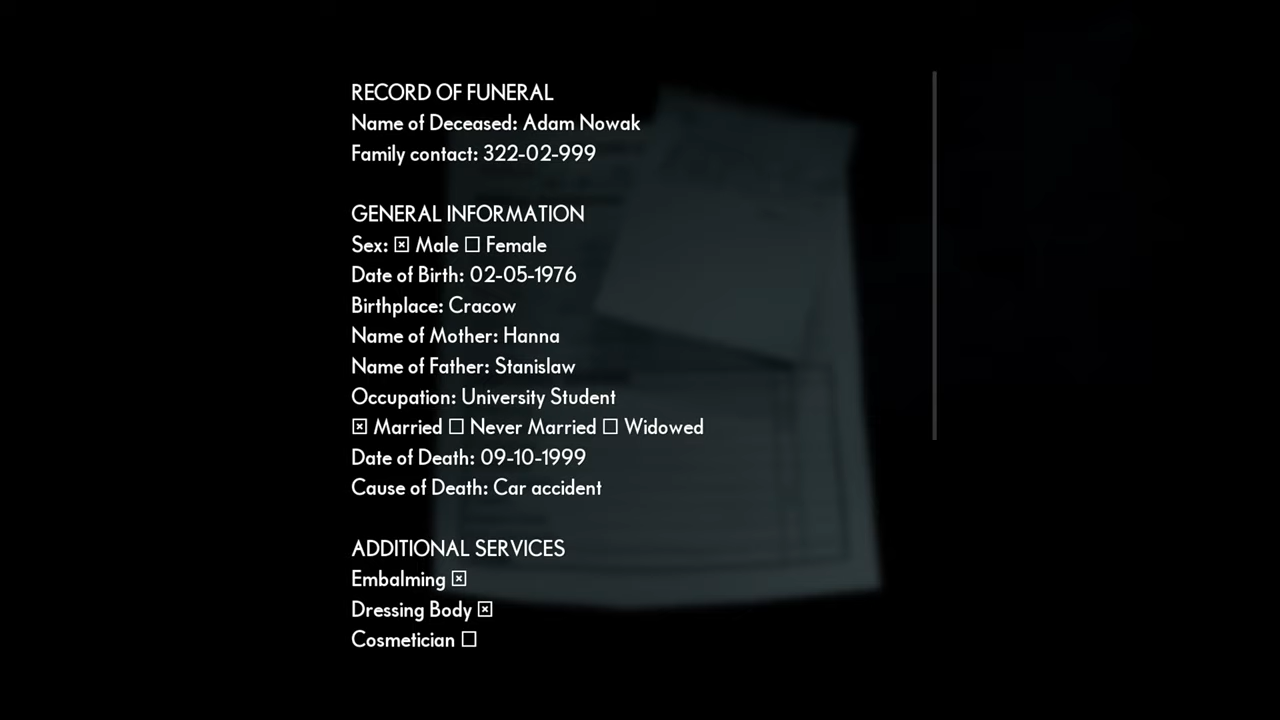 RECORD OF FUNERAL
Name of Deceased: Adam Nowak
Family contact: 322-02-999
GENERAL INFORMATION
Sex: ☒ Male ☐ Female
Date of Birth: 02-05-1976
Birthplace: Cracow
Name of Mother: Hanna
Name of Father: Stanislaw
Occupation: University Student
☒ Married ☐ Never Married ☐ Widowed
Date of Death: 09-10-1999
Cause of Death: Car accident
ADDITIONAL SERVICES
Embalming ☒
Dressing Body ☒
Cosmetician ☐